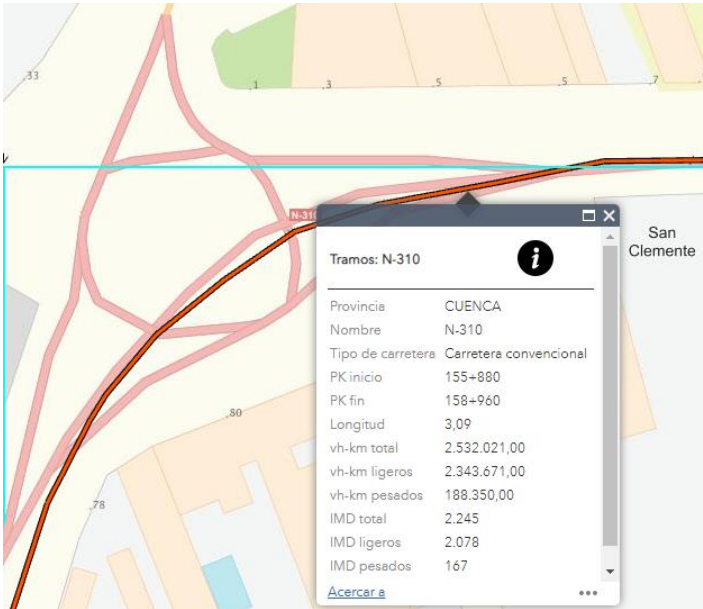 ,33
,1
,3
,5
,5
,7
N-310
San
Clemente
Tramos: N-310
i
Provincia CUENCA
Nombre N-310
Tipo de carretera Carretera convencional
PK inicio 155+880
PK fin 158+960
Longitud 3,09
vh-km total 2.532.021,00
vh-km ligeros 2.343.671,00
vh-km pesados 188.350,00
IMD total 2.245
IMD ligeros 2.078
IMD pesados 167
Acercar a
,80
,78